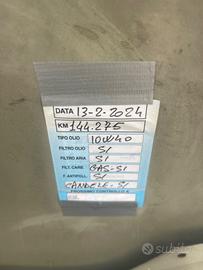 DATA 13-2-2024
KM 144.275
TIPO OLIO 10W40
FILTRO OLIO SI
FILTRO ARIA SI
FILT. CARB. GAS-SI
F. ANTIPOLL. SI
CANDELE-SI
PROSSIMO CONTROLLO A
subito